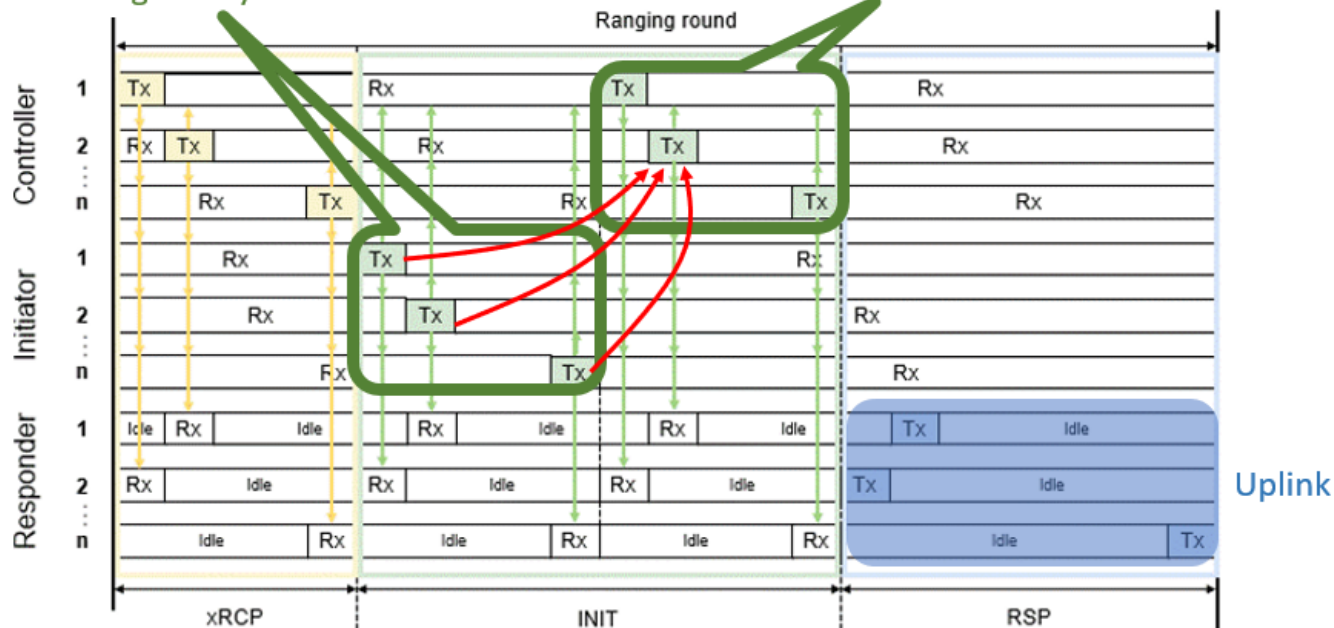 Ranging round
Controller
1 Tx Rx Tx Rx
2 Rx Tx Rx Tx Rx
n Rx Tx Rx Tx Rx
Initiator
1 Rx Tx Rx
2 Rx Tx Rx
n Rx Tx Rx
Responder
1 Idle Rx Idle Rx Idle Rx Idle Tx Idle
2 Rx Idle Rx Idle Rx Idle Tx Idle
n Idle Rx Idle Rx Idle Rx Idle Tx
Uplink
xRCP INIT RSP